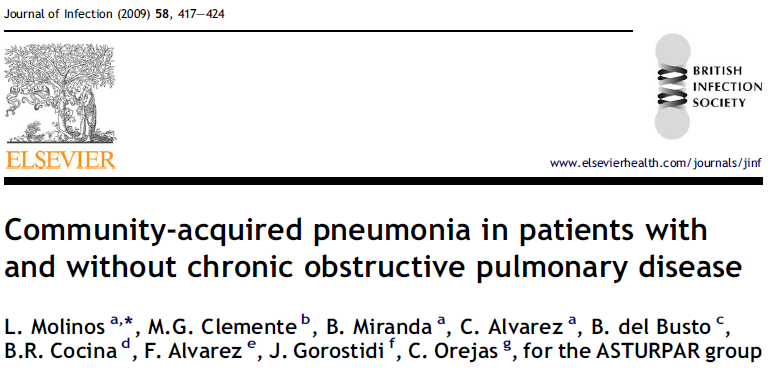 Journal of Infection (2009) 58, 417–424
BRITISH
INFECTION
SOCIETY
ELSEVIER
www.elsevierhealth.com/journals/jinf
Community-acquired pneumonia in patients with
and without chronic obstructive pulmonary disease
L. Molinos a,*, M.G. Clemente b, B. Miranda a, C. Alvarez a, B. del Busto c,
B.R. Cocina d, F. Alvarez e, J. Gorostidi f, C. Orejas g, for the ASTURPAR group